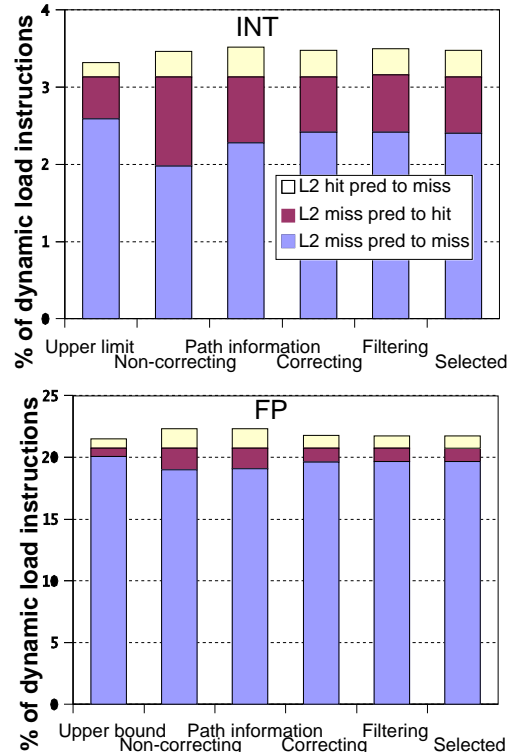 INT
% of dynamic load instructions
4
3
2
1
0
L2 hit pred to miss
L2 miss pred to hit
L2 miss pred to miss
Upper limit
Non-correcting
Path information
Correcting
Filtering
Selected
FP
% of dynamic load instructions
25
20
15
10
5
0
Upper bound
Non-correcting
Path information
Correcting
Filtering
Selected